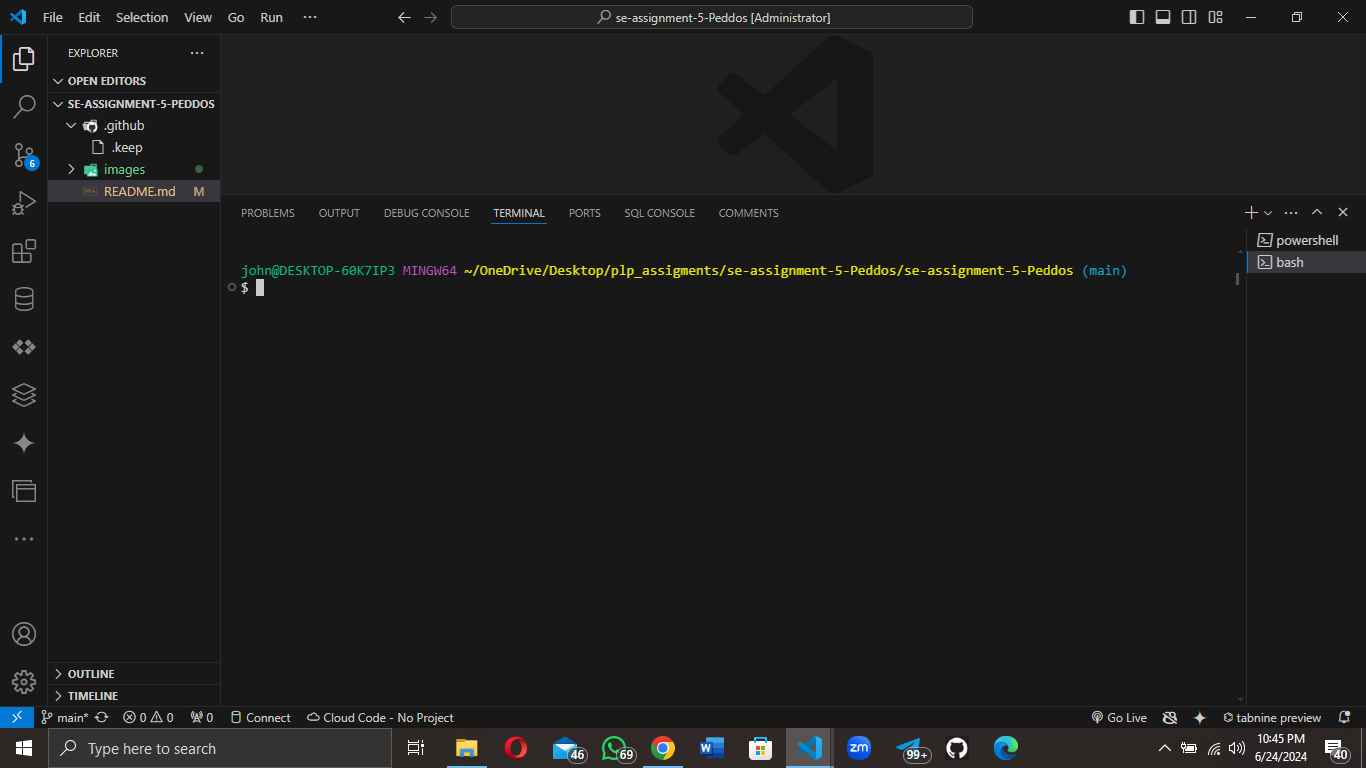 File Edit Selection View Go Run ···
se-assignment-5-Peddos [Administrator]
EXPLORER ···
OPEN EDITORS
SE-ASSIGNMENT-5-PEDDOS
.github
.keep
images
README.md M
6
PROBLEMS OUTPUT DEBUG CONSOLE TERMINAL PORTS SQL CONSOLE COMMENTS
powershell
bash
john@DESKTOP-60K7IP3 MINGW64 ~/OneDrive/Desktop/plp_assigments/se-assignment-5-Peddos/se-assignment-5-Peddos (main)
$
OUTLINE
TIMELINE
main* 0 0 0 Connect Cloud Code - No Project Go Live tabnine preview
Type here to search
46
69
W
zm
99+
10:45 PM
6/24/2024
40